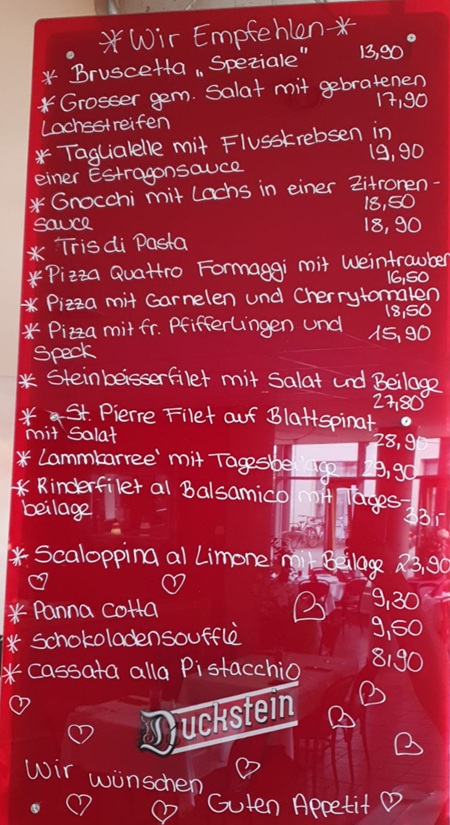 * Wir Empfehlen *
* Bruscetta „Speziale" 13,90
* Grosser gem. Salat mit gebratenen
Lachsstreifen 17,90
* Taglialelle mit Flusskrebsen in
einer Estragonsauce 19,90
* Gnocchi mit Lachs in einer Zitronen-
sauce 18,50
* Tris di Pasta 18,90
* Pizza Quattro Formaggi mit Weintrauben
16,50
* Pizza mit Garnelen und Cherrytomaten
18,50
* Pizza mit fr. Pfifferlingen und
Speck 15,90
* Steinbeisserfilet mit Salat und Beilage
27,80
* St. Pierre Filet auf Blattspinat
mit Salat 28,90
* Lammkarree' mit Tagesbeilage 29,90
* Rinderfilet al Balsamico mit Tages-
beilage 33,-
* Scaloppina al Limone mit Beilage 23,90
* Panna Cotta 9,30
* Schokoladensoufflè 9,50
* Cassata alla Pistacchio 8,90
Duckstein
Wir wünschen
Guten Appetit